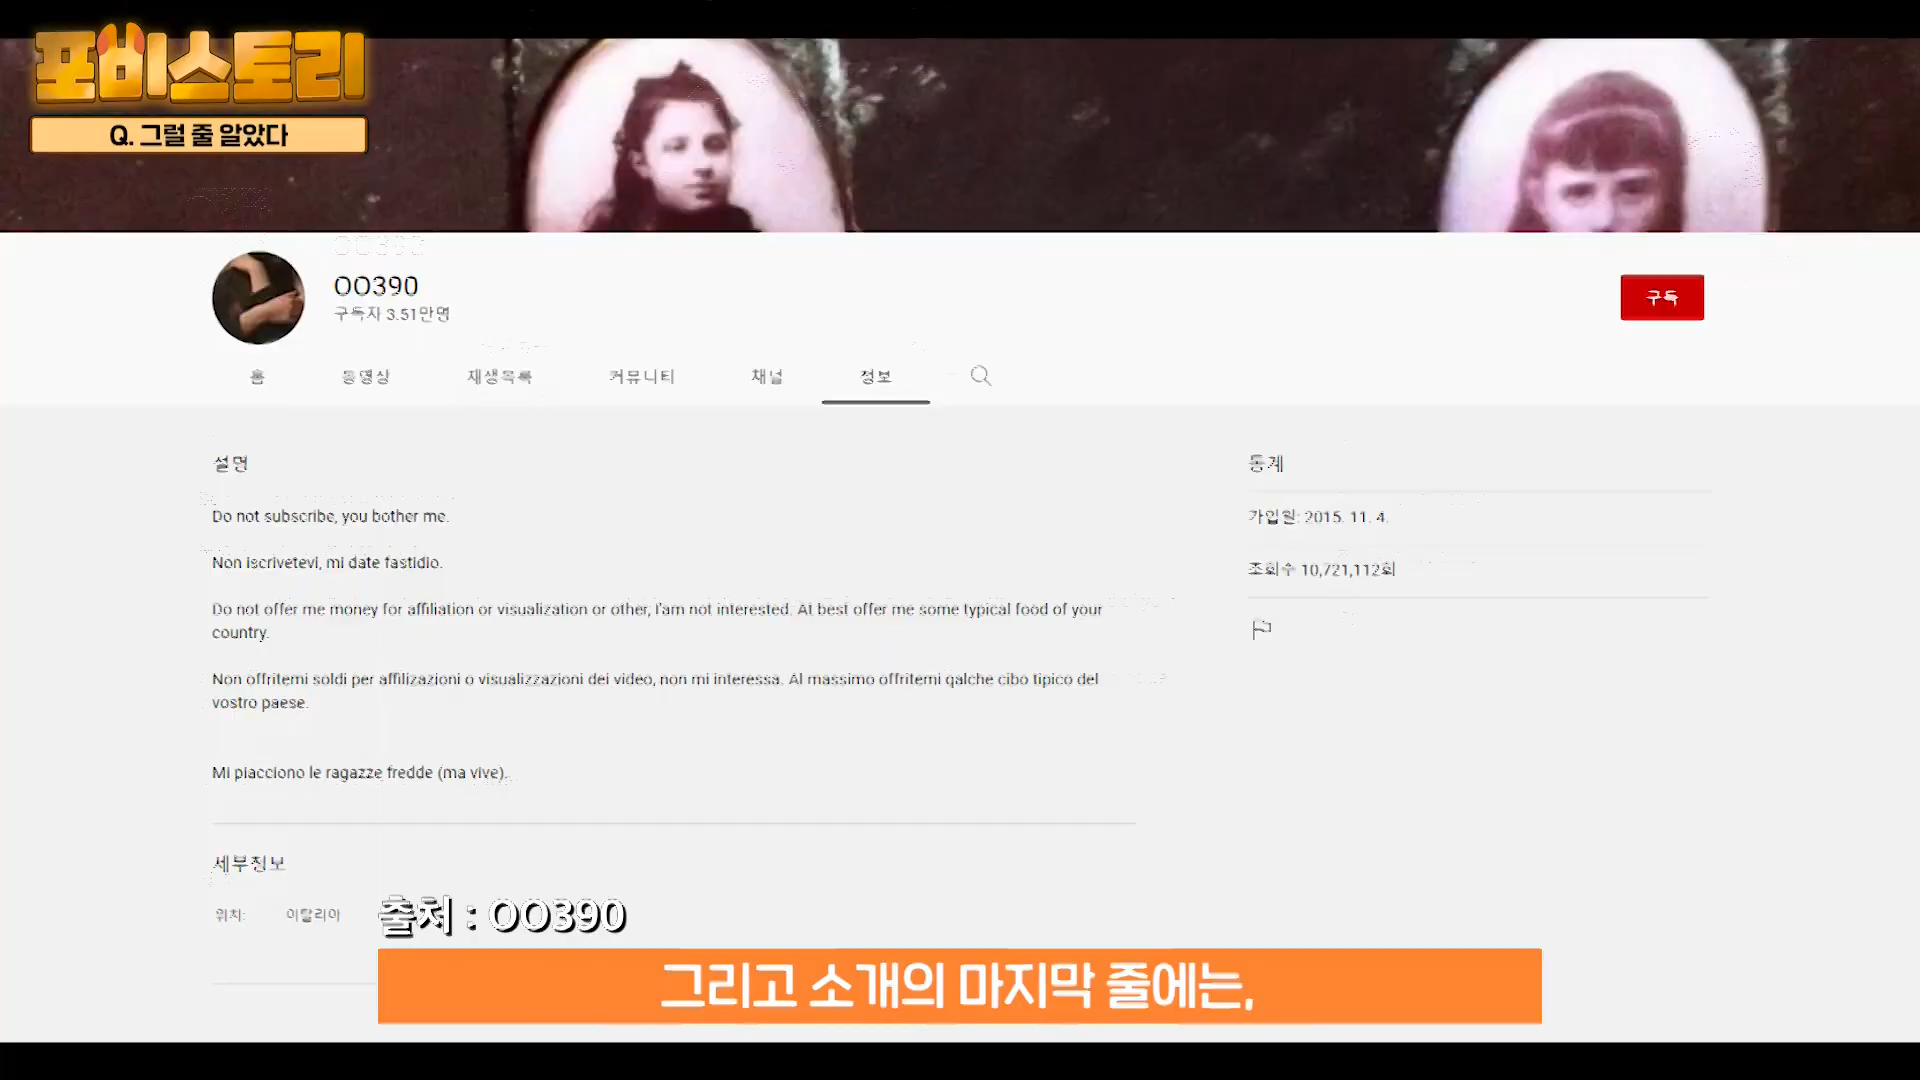 포비스토리
Q. 그럴 줄 알았다
OO390
구독자 3.51만명
구독
홈
동영상
재생목록
커뮤니티
채널
정보
설명
Do not subscribe, you bother me.
Non iscrivetevi, mi date fastidio.
Do not offer me money for affiliation or visualization or other, I'am not interested. At best offer me some typical food of your
country.
Non offritemi soldi per affilizazioni o visualizzazioni dei video, non mi interessa. Al massimo offritemi qalche cibo tipico del
vostro paese.
Mi piacciono le ragazze fredde (ma vive).
통계
가입일: 2015. 11. 4.
조회수 10,721,112회
세부정보
위치: 이탈리아
출처 : OO390
그리고 소개의 마지막 줄에는,